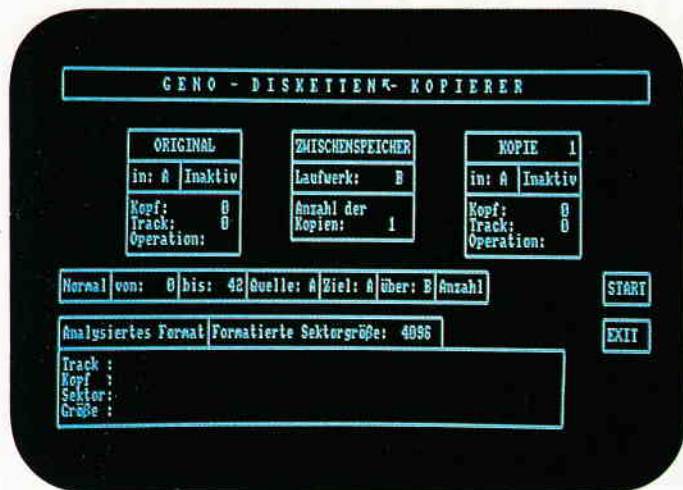 GENO - DISKETTEN - KOPIERER
ORIGINAL
in: A Inaktiv
Kopf: 0
Track: 0
Operation:
ZWISCHENSPEICHER
Laufwerk: B
Anzahl der
Kopien: 1
KOPIE 1
in: A Inaktiv
Kopf: 0
Track: 0
Operation:
Normal von: 0 bis: 42 Quelle: A Ziel: A über: B Anzahl
START
Analysiertes Format Formatierte Sektorgröße: 4096
EXIT
Track :
Kopf :
Sektor:
Größe :